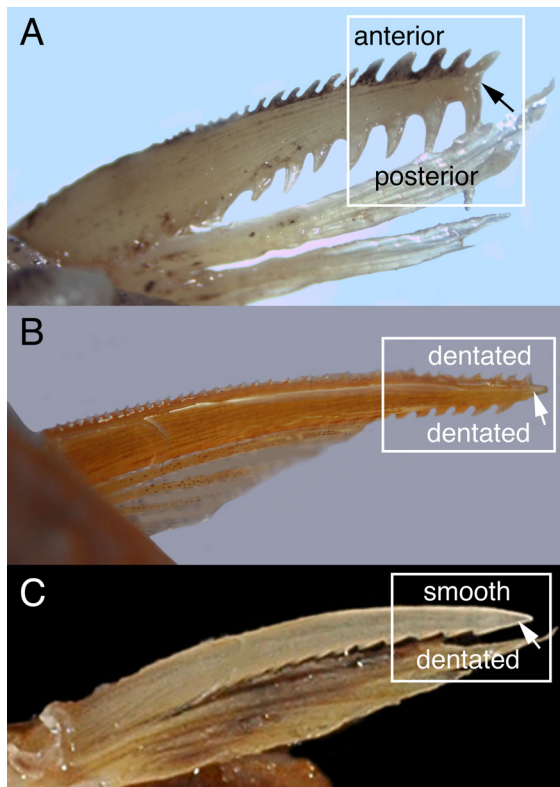 A
anterior
posterior
B
dentated
dentated
C
smooth
dentated